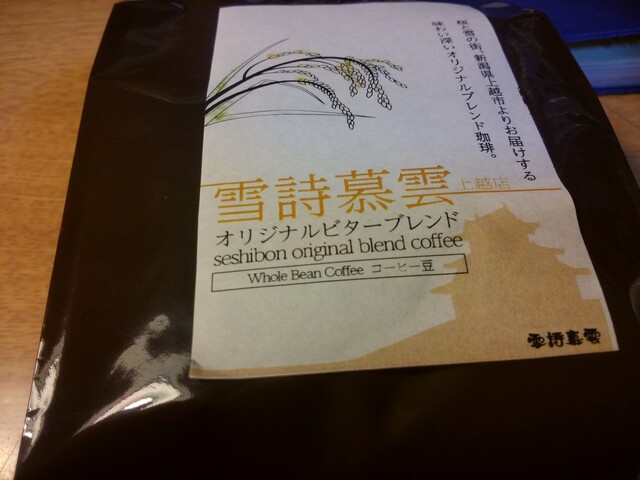 桜と雪の街、新潟県上越市よりお届けする
味わい深いオリジナルブレンド珈琲。
雪詩慕雲 上越店
オリジナルビターブレンド
seshibon original blend coffee
Whole Bean Coffee コーヒー豆
雪詩慕雲